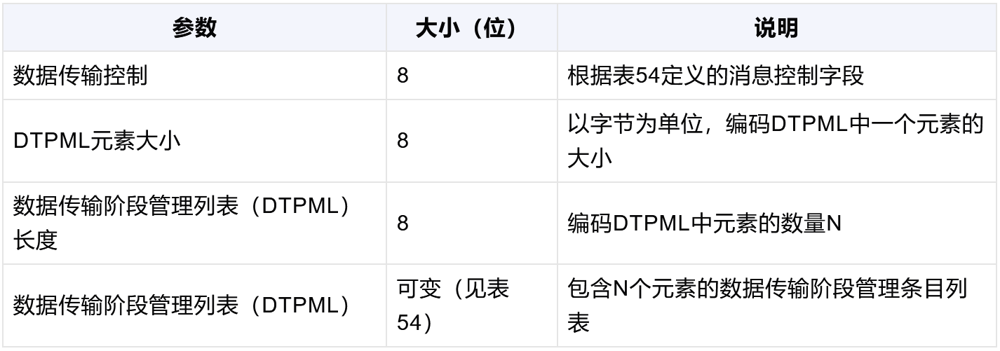 参数 大小（位） 说明
数据传输控制 8 根据表54定义的消息控制字段
DTPML元素大小 8 以字节为单位，编码DTPML中一个元素的
大小
数据传输阶段管理列表（DTPML）
长度 8 编码DTPML中元素的数量N
数据传输阶段管理列表（DTPML） 可变（见表
54） 包含N个元素的数据传输阶段管理条目列
表